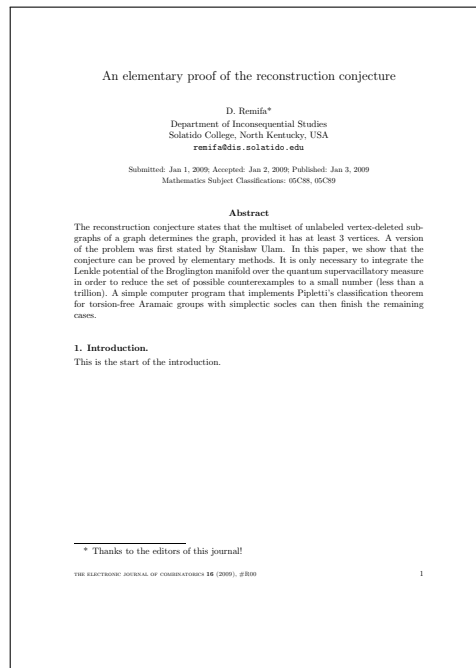 An elementary proof of the reconstruction conjecture
D. Remifa*
Department of Inconsequential Studies
Solatido College, North Kentucky, USA
remifa@dis.solatido.edu
Submitted: Jan 1, 2009; Accepted: Jan 2, 2009; Published: Jan 3, 2009
Mathematics Subject Classifications: 05C88, 05C89
Abstract
The reconstruction conjecture states that the multiset of unlabeled vertex-deleted sub-
graphs of a graph determines the graph, provided it has at least 3 vertices. A version
of the problem was first stated by Stanisław Ulam. In this paper, we show that the
conjecture can be proved by elementary methods. It is only necessary to integrate the
Lenkle potential of the Broglington manifold over the quantum supervacillatory measure
in order to reduce the set of possible counterexamples to a small number (less than a
trillion). A simple computer program that implements Pipletti's classification theorem
for torsion-free Aramaic groups with simplectic socles can then finish the remaining
cases.
1. Introduction.
This is the start of the introduction.
* Thanks to the editors of this journal!
THE ELECTRONIC JOURNAL OF COMBINATORICS 16 (2009), #R00 1